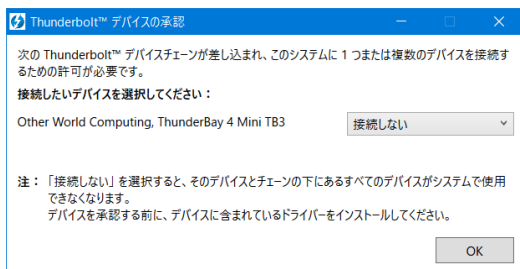 Thunderbolt™ デバイスの承認
次の Thunderbolt™ デバイスチェーンが差し込まれ、このシステムに 1 つまたは複数のデバイスを接続す
るための許可が必要です。
接続したいデバイスを選択してください：
Other World Computing, ThunderBay 4 Mini TB3 接続しない
注： 「接続しない」を選択すると、そのデバイスとチェーンの下にあるすべてのデバイスがシステムで使用
できなくなります。
デバイスを承認する前に、デバイスに含まれているドライバーをインストールしてください。
OK